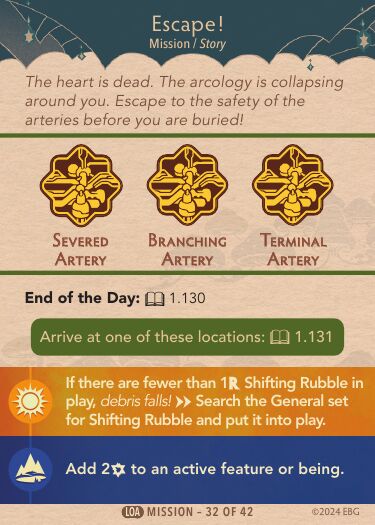 Escape!
Mission / Story
The heart is dead. The arcology is collapsing
around you. Escape to the safety of the
arteries before you are buried!
SEVERED
ARTERY
BRANCHING
ARTERY
TERMINAL
ARTERY
End of the Day: 1.130
Arrive at one of these locations: 1.131
If there are fewer than 1R Shifting Rubble in
play, debris falls! Search the General set
for Shifting Rubble and put it into play.
Add 2 to an active feature or being.
LOA MISSION - 32 OF 42
©2024 EBG